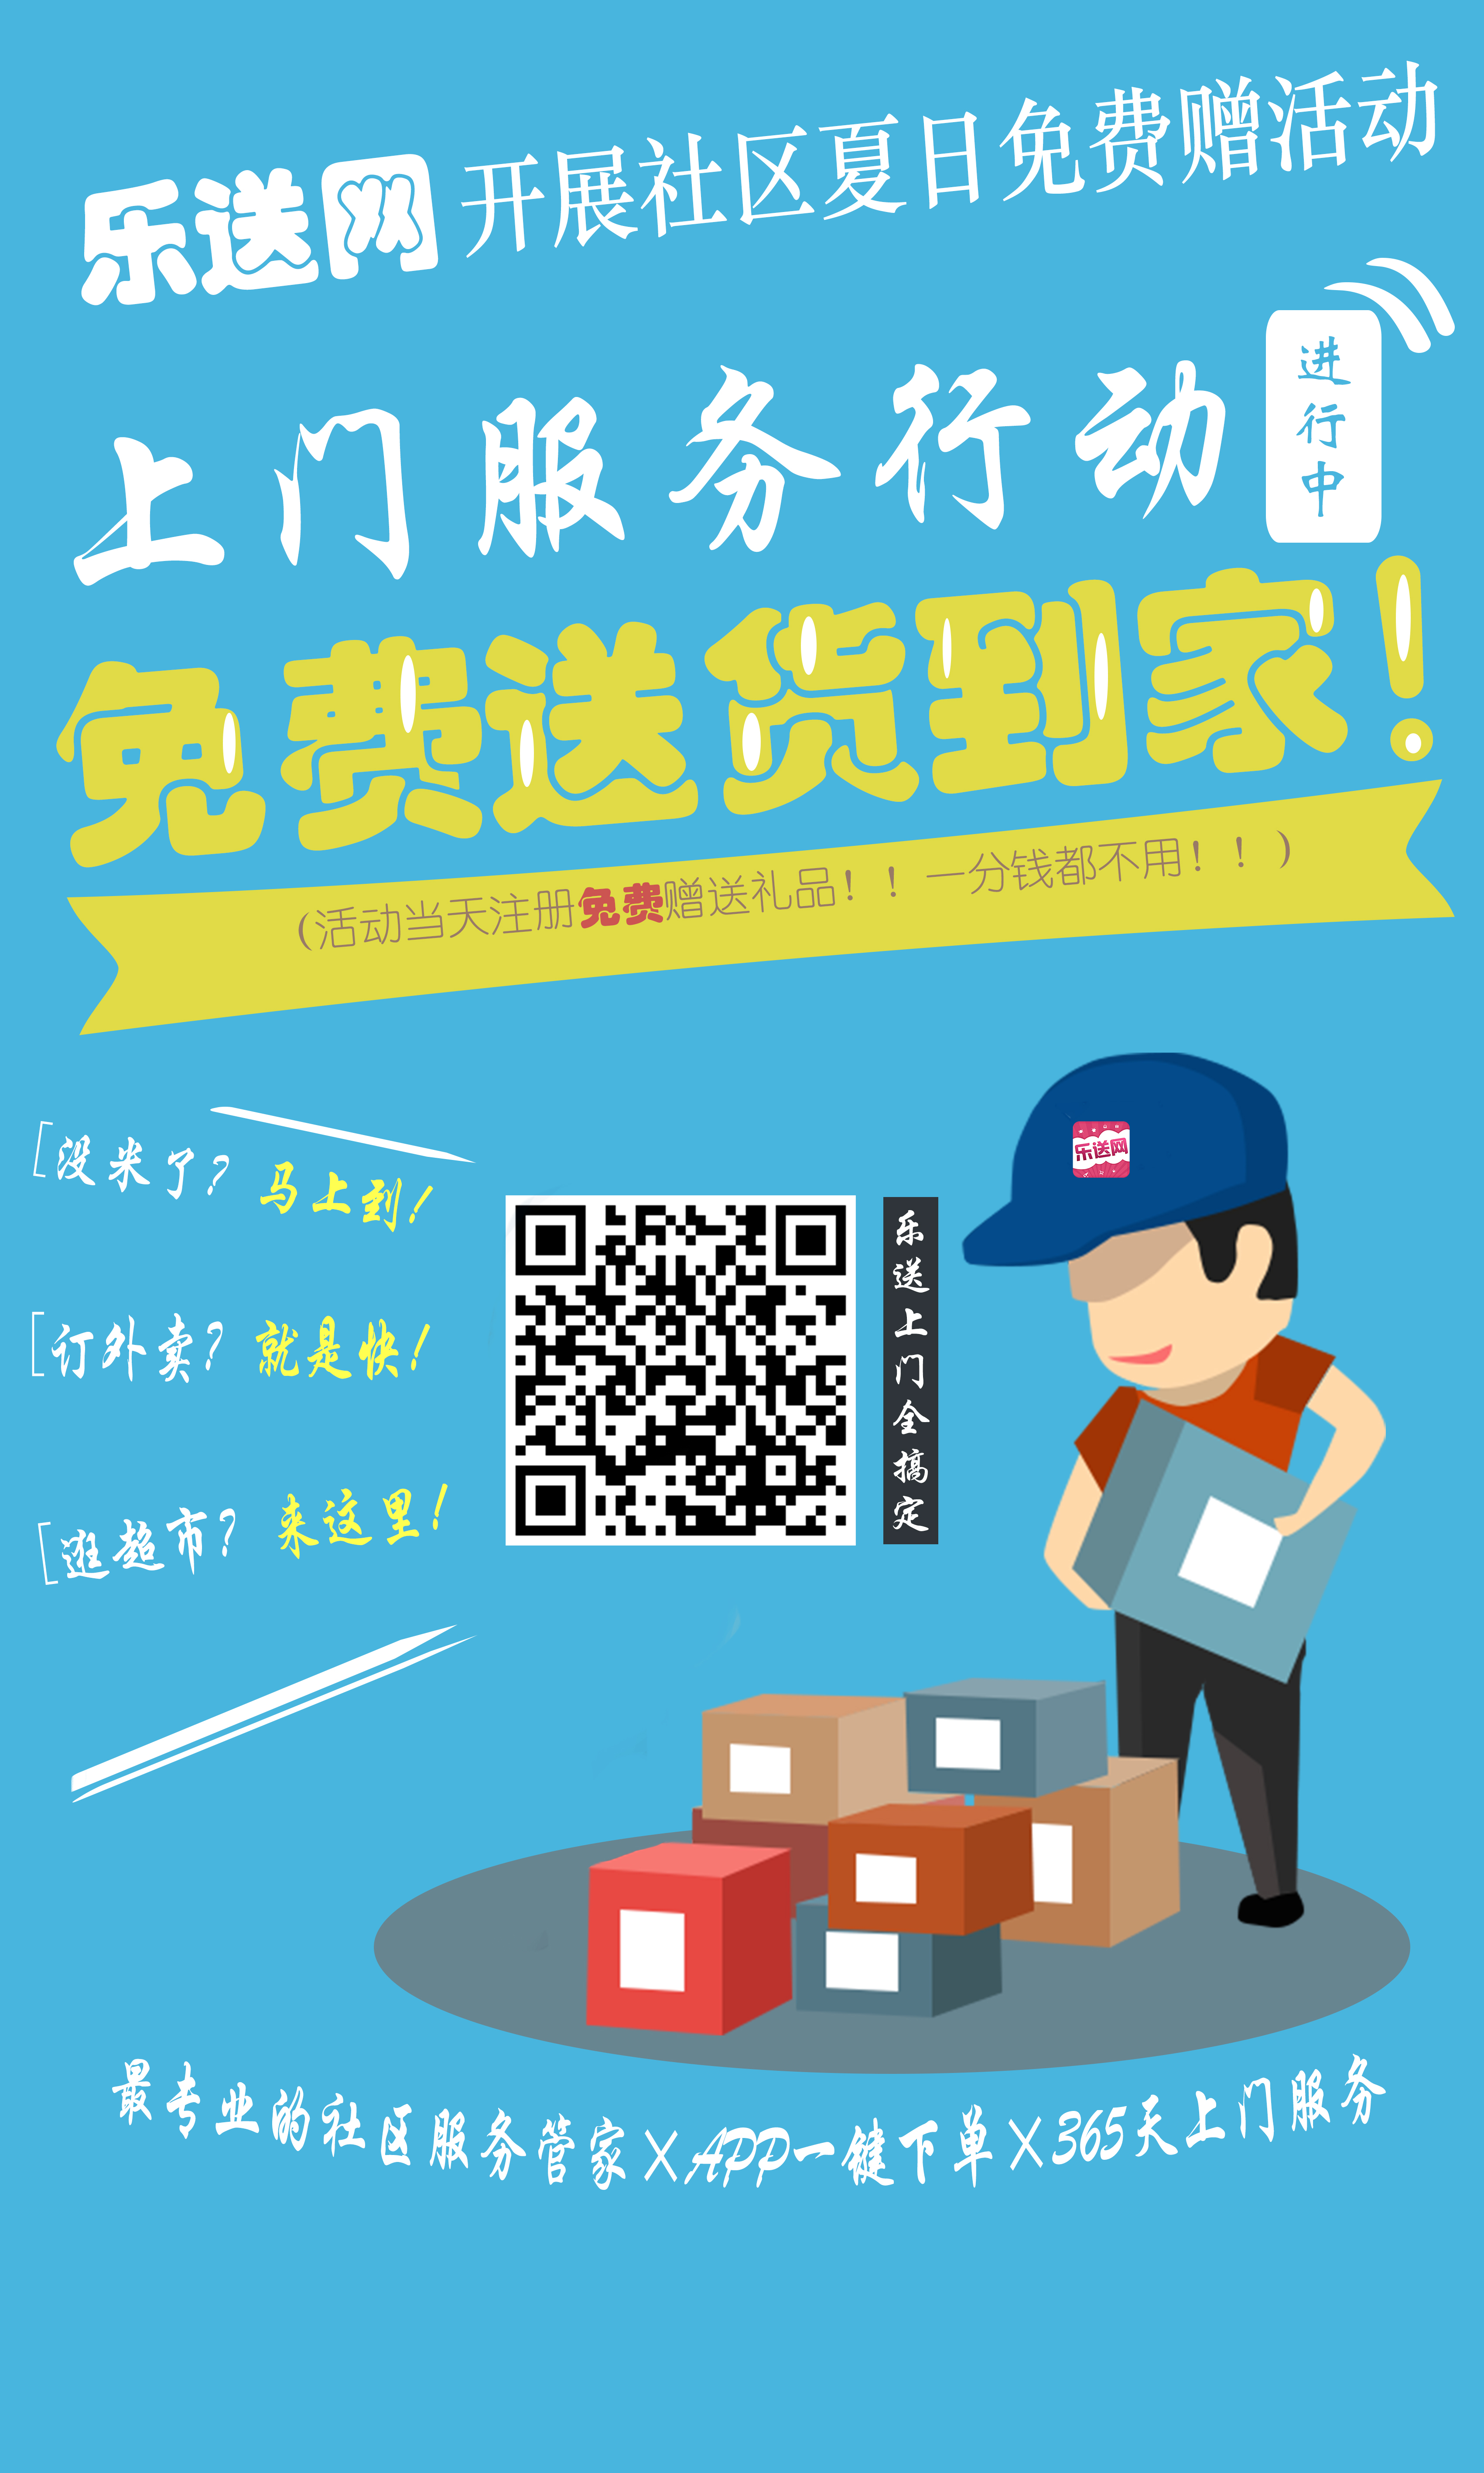 乐送网开展社区夏日免费赠活动
上门服务行动
进行中
免费送货到家！
（活动当天注册免费赠送礼品！！一分钱都不用！！）
[没米了？马上到！
[订外卖？就是快！
[逛超市？来这里！
乐送上门全搞定
乐送网
最专业的社区服务管家X APP一键下单X 365天上门服务